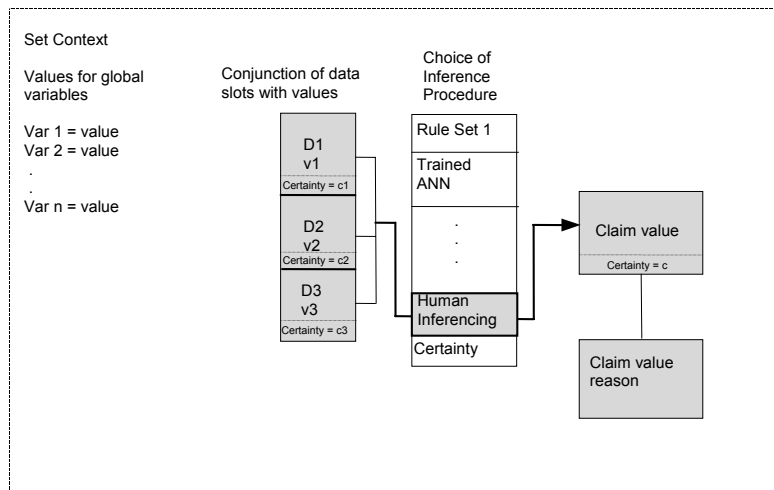 Set Context
Values for global
variables
Var 1 = value
Var 2 = value
.
.
Var n = value
Conjunction of data
slots with values
D1
v1
Certainty = c1
D2
v2
Certainty = c2
D3
v3
Certainty = c3
Choice of
Inference
Procedure
Rule Set 1
Trained
ANN
.
.
.
Human
Inferencing
Certainty
Claim value
Certainty = c
Claim value
reason